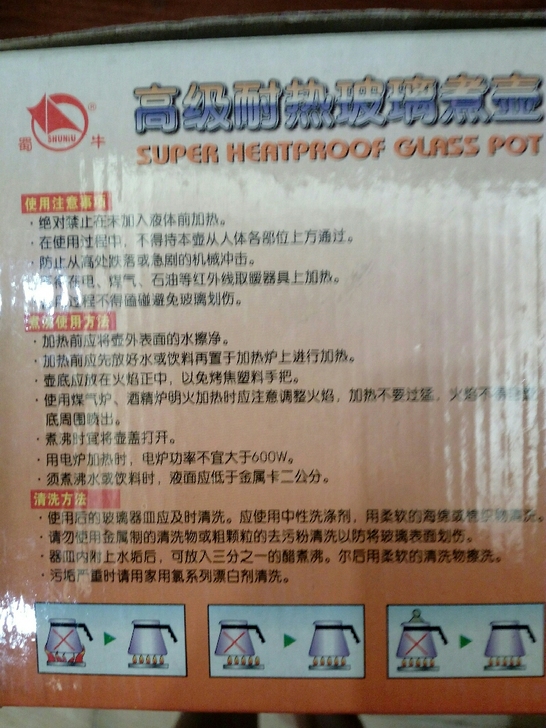 高级耐热玻璃煮壶
SHUNIU
®
蜀 牛
SUPER HEATPROOF GLASS POT
使用注意事项
·绝对禁止在未加入液体前加热。
·在使用过程中，不得持本壶从人体各部位上方通过。
·防止从高处跌落或急剧的机械冲击。
在电、煤气、石油等红外线取暖器具上加热。
过程不得磕碰避免玻璃划伤。
使用方法
·加热前应将壶外表面的水擦净。
·加热前应先放好水或饮料再置于加热炉上进行加热。
·壶底应放在火焰正中，以免烤焦塑料手把。
·使用煤气炉、酒精炉明火加热时应注意调整火焰，加热不要过猛，火焰不
底周围喷出。
·煮沸时宜将壶盖打开。
·用电炉加热时，电炉功率不宜大于600W。
·须煮沸水或饮料时，液面应低于金属卡二公分。
清洗方法
·使用后的玻璃器皿应及时清洗。应使用中性洗涤剂，用柔软的海绵或 清洗。
·请勿使用金属制的清洗物或粗颗粒的去污粉清洗以防将玻璃表面划伤。
·器皿内附上水垢后，可放入三分之一的醋煮沸。尔后用柔软的清洗物擦洗。
·污垢严重时请用家用氯系列漂白剂清洗。